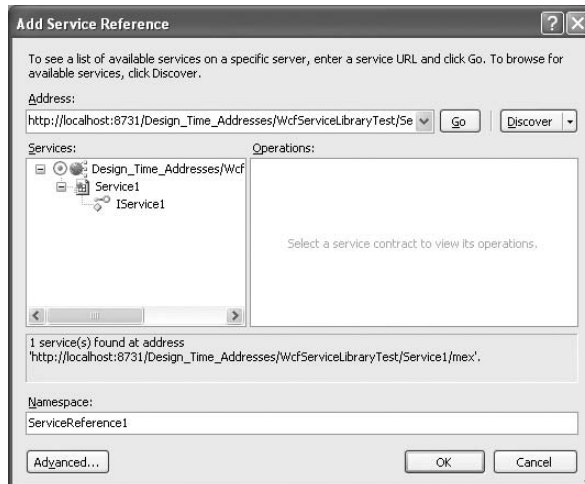 Add Service Reference
To see a list of available services on a specific server, enter a service URL and click Go. To browse for
available services, click Discover.
Address:
http://localhost:8731/Design_Time_Addresses/WcfServiceLibraryTest/Se
Go
Discover
Services:
Operations:
Design_Time_Addresses/Wcf
Service1
IService1
Select a service contract to view its operations.
1 service(s) found at address
'http://localhost:8731/Design_Time_Addresses/WcfServiceLibraryTest/Service1/mex'.
Namespace:
ServiceReference1
Advanced...
OK
Cancel